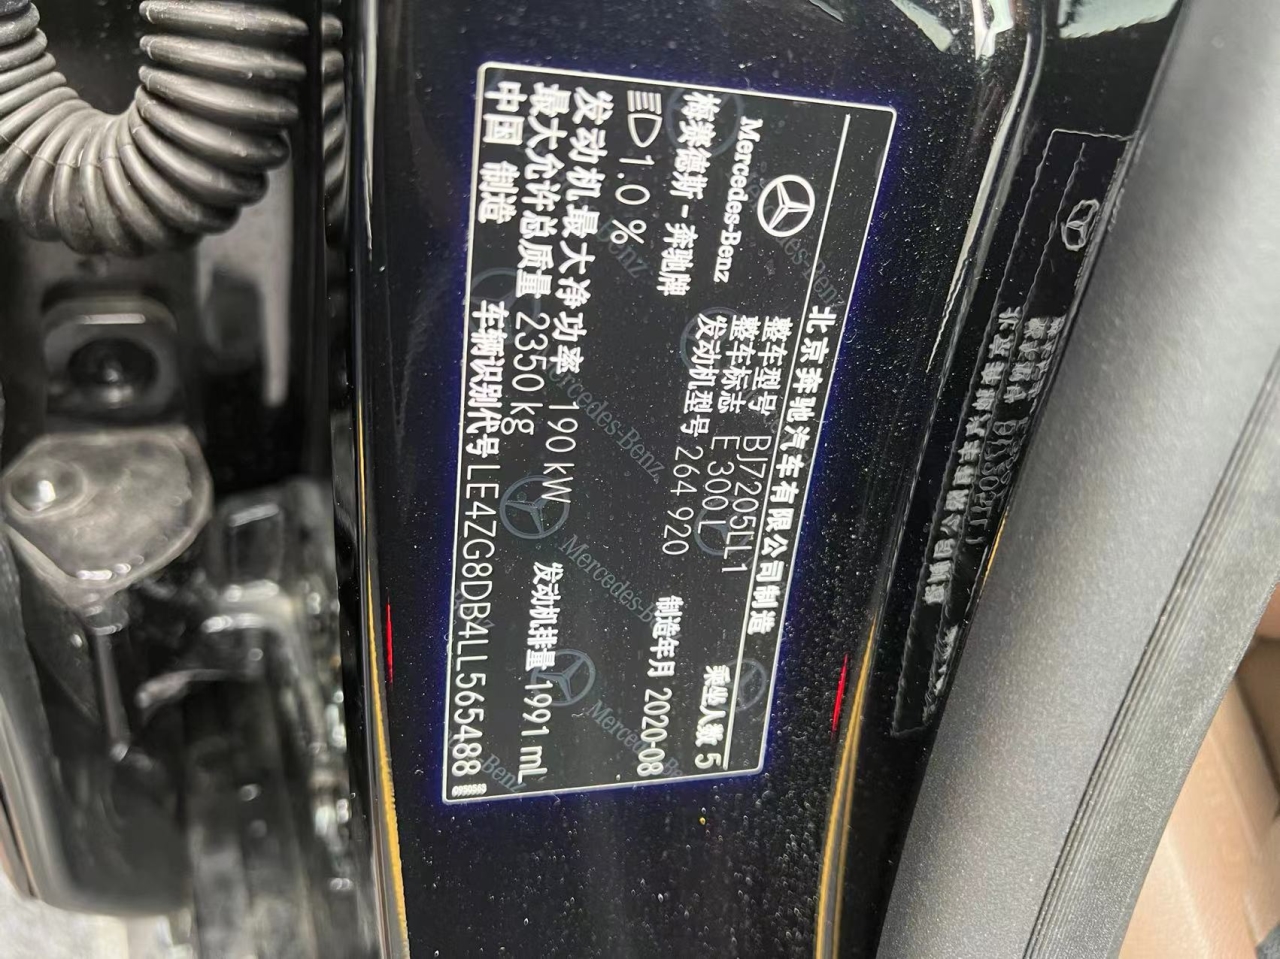 北京奔驰汽车有限公司制造
Mercedes-Benz
梅赛德斯-奔驰牌
整车型号 BJ7205LL1
整车标志 E 300 L
发动机型号 264 920
乘坐人数 5
制造年月 2020-08
1.0 %
发动机最大净功率 190 kW
发动机排量 1991 mL
最大允许总质量 2350 kg
中国 制造
车辆识别代号 LE4ZG8DB4LL565488